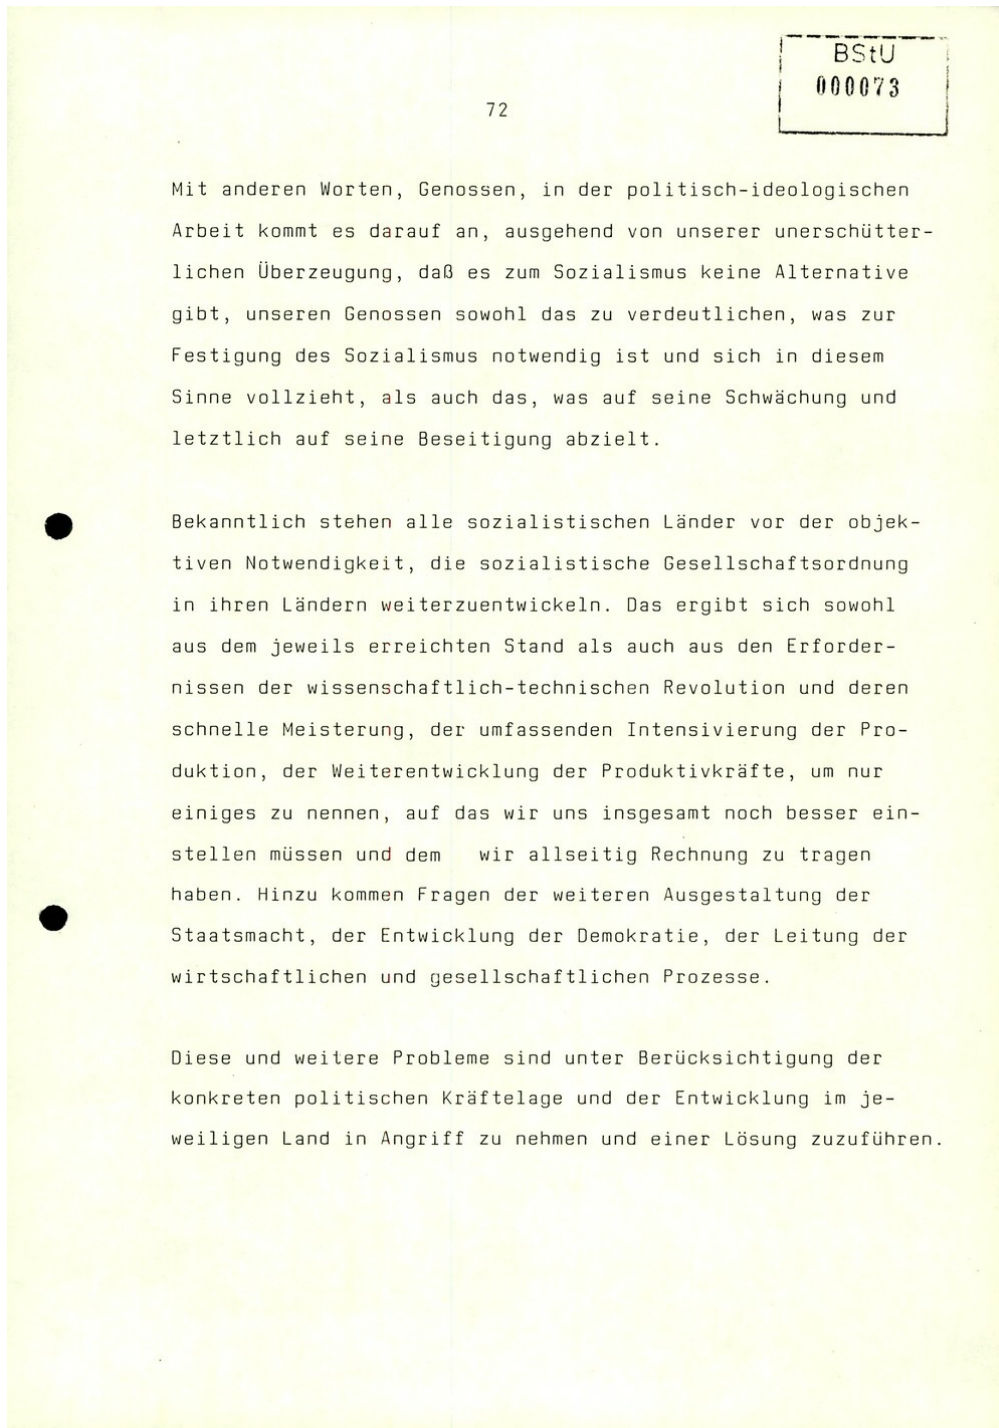 BStU
000073
72
Mit anderen Worten, Genossen, in der politisch-ideologischen
Arbeit kommt es darauf an, ausgehend von unserer unerschütter-
lichen Überzeugung, daß es zum Sozialismus keine Alternative
gibt, unseren Genossen sowohl das zu verdeutlichen, was zur
Festigung des Sozialismus notwendig ist und sich in diesem
Sinne vollzieht, als auch das, was auf seine Schwächung und
letztlich auf seine Beseitigung abzielt.
Bekanntlich stehen alle sozialistischen Länder vor der objek-
tiven Notwendigkeit, die sozialistische Gesellschaftsordnung
in ihren Ländern weiterzuentwickeln. Das ergibt sich sowohl
aus dem jeweils erreichten Stand als auch aus den Erforder-
nissen der wissenschaftlich-technischen Revolution und deren
schnelle Meisterung, der umfassenden Intensivierung der Pro-
duktion, der Weiterentwicklung der Produktivkräfte, um nur
einiges zu nennen, auf das wir uns insgesamt noch besser ein-
stellen müssen und dem wir allseitig Rechnung zu tragen
haben. Hinzu kommen Fragen der weiteren Ausgestaltung der
Staatsmacht, der Entwicklung der Demokratie, der Leitung der
wirtschaftlichen und gesellschaftlichen Prozesse.
Diese und weitere Probleme sind unter Berücksichtigung der
konkreten politischen Kräftelage und der Entwicklung im je-
weiligen Land in Angriff zu nehmen und einer Lösung zuzuführen.